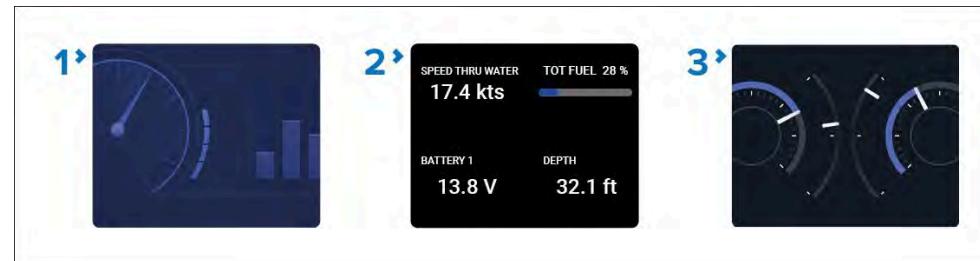 1
2
SPEED THRU WATER
17.4 kts
TOT FUEL 28 %
BATTERY 1
13.8 V
DEPTH
32.1 ft
3